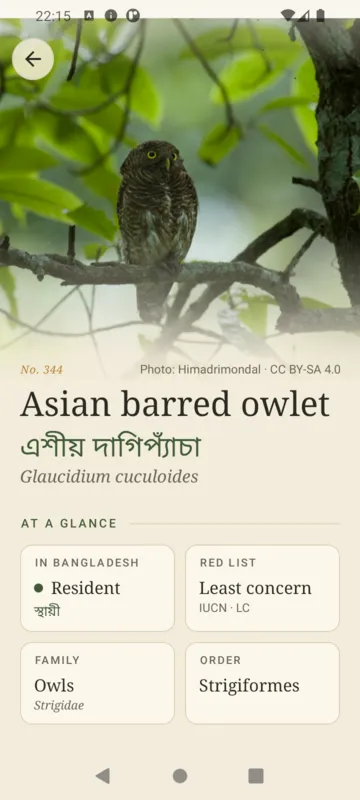 22:15
No. 344
Photo: Himadrimondal · CC BY-SA 4.0
Asian barred owlet
এশীয় দাগিপ্যাঁচা
Glaucidium cuculoides
AT A GLANCE
IN BANGLADESH
Resident
স্থায়ী
RED LIST
Least concern
IUCN · LC
FAMILY
Owls
Strigidae
ORDER
Strigiformes